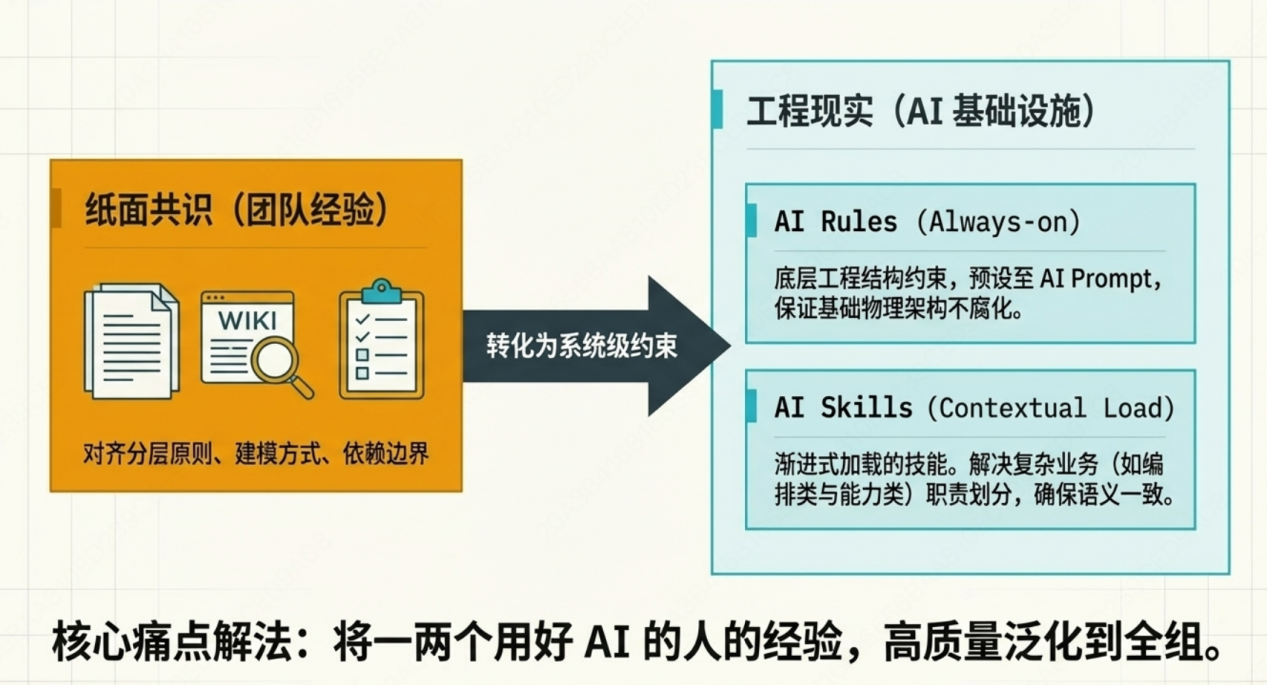 纸面共识（团队经验）
WIKI
对齐分层原则、建模方式、依赖边界
转化为系统级约束
工程现实（AI 基础设施）
AI Rules (Always-on)
底层工程结构约束，预设至 AI Prompt，
保证基础物理架构不腐化。
AI Skills (Contextual Load)
渐进式加载的技能。解决复杂业务（如编
排类与能力类）职责划分，确保语义一致。
核心痛点解法：将一两个用好 AI 的人的经验，高质量泛化到全组。